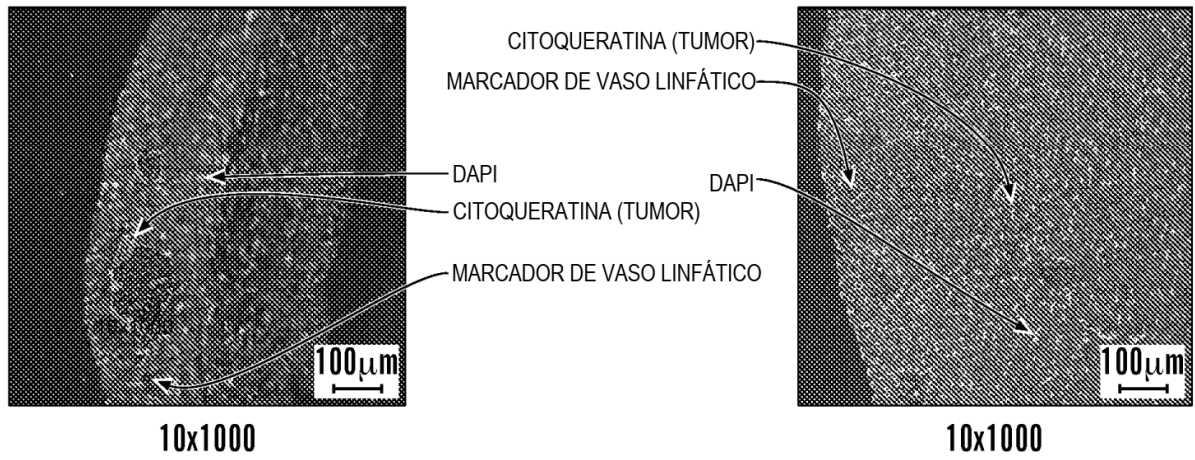 CITOQUERATINA (TUMOR)
MARCADOR DE VASO LINFÁTICO
DAPI
DAPI
CITOQUERATINA (TUMOR)
MARCADOR DE VASO LINFÁTICO
100µm
100µm
10x1000
10x1000